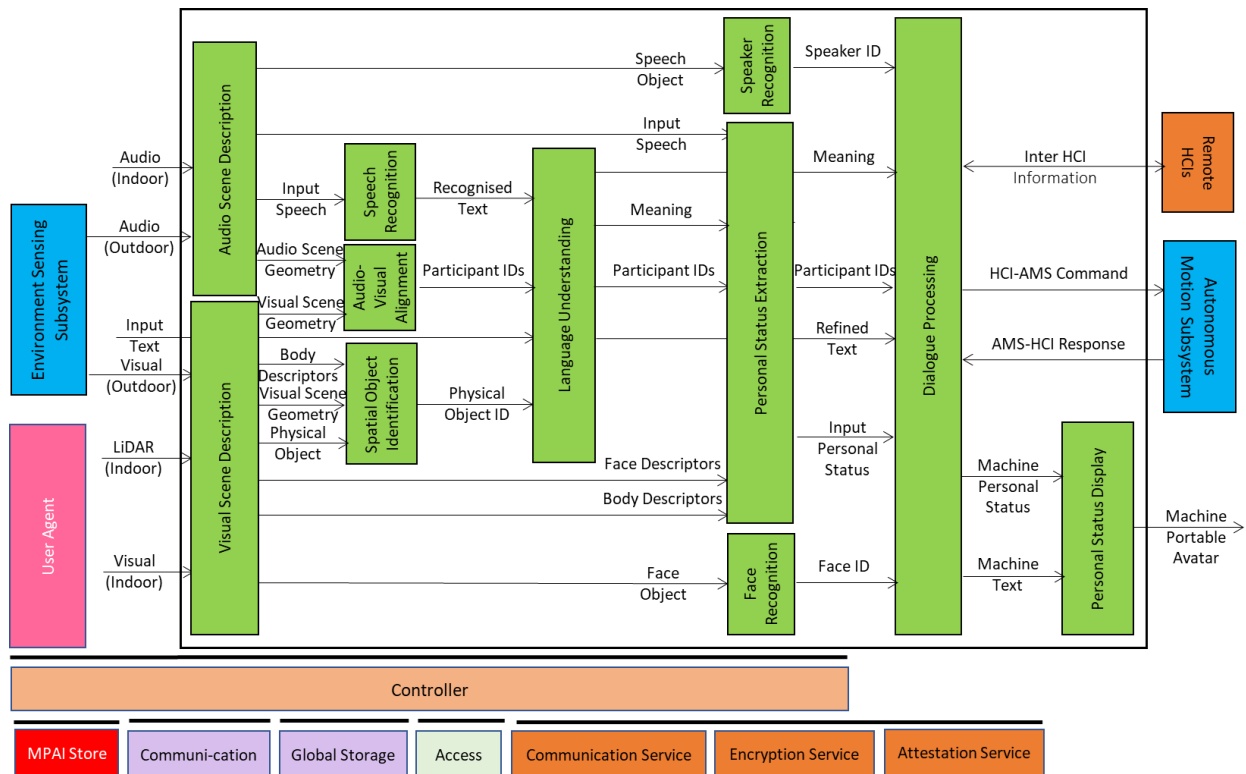 Environment Sensing
Subsystem
User Agent
Audio
(Indoor)
Audio
(Outdoor)
Input
Text
Visual
(Outdoor)
LiDAR
(Indoor)
Visual
(Indoor)
Audio Scene Description
Visual Scene Description
Speech
Object
Input
Speech
Input
Speech
Audio Scene
Geometry
Visual Scene
Geometry
Body
Descriptors
Visual Scene
Geometry
Physical
Object
Face Descriptors
Body Descriptors
Face
Object
Speech
Recognition
Audio-
Visual
Alignment
Spatial Object
Identification
Recognised
Text
Participant IDs
Physical
Object ID
Language Understanding
Meaning
Participant IDs
Speaker
Recognition
Personal Status Extraction
Face
Recognition
Speaker ID
Meaning
Participant IDs
Refined
Text
Input
Personal
Status
Face ID
Dialogue Processing
Inter HCI
Information
HCI-AMS Command
AMS-HCI Response
Machine
Personal
Status
Machine
Text
Personal Status Display
Remote
HCIs
Autonomous
Motion Subsystem
Machine
Portable
Avatar
Controller
MPAI Store
Communi-cation
Global Storage
Access
Communication Service
Encryption Service
Attestation Service